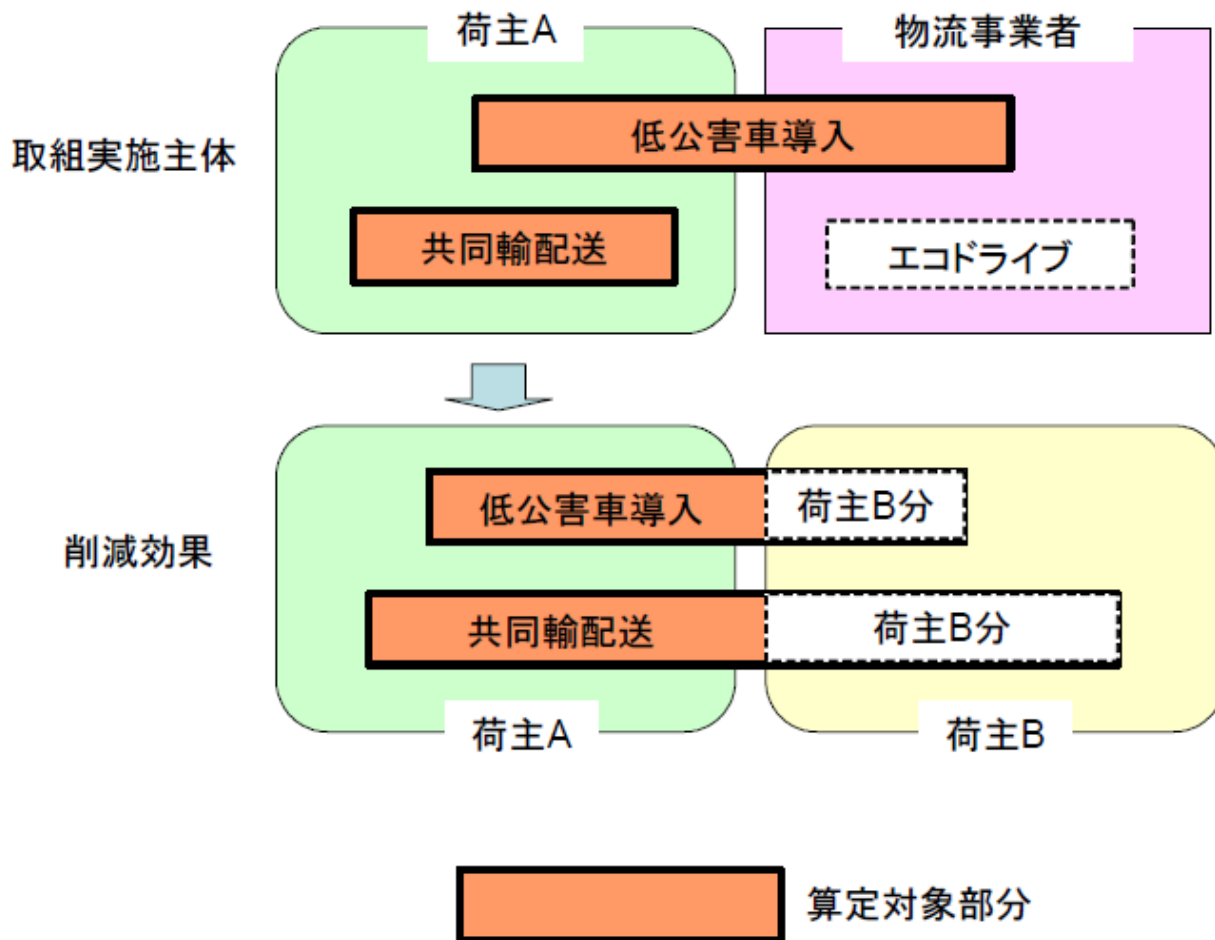 荷主A
物流事業者
取組実施主体
低公害車導入
共同輸配送
エコドライブ
削減効果
低公害車導入
荷主B分
共同輸配送
荷主B分
荷主A
荷主B
算定対象部分